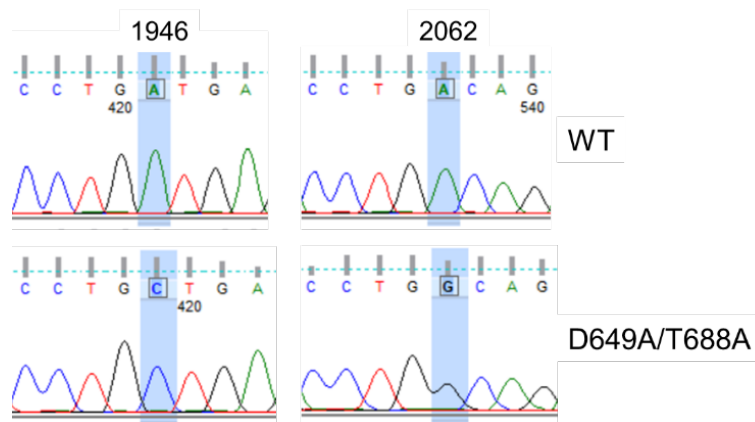 1946
2062
C C T G A T G A
420
C C T G A C A G
540
WT
C C T G C T G A
420
C C T G G C A G
D649A/T688A